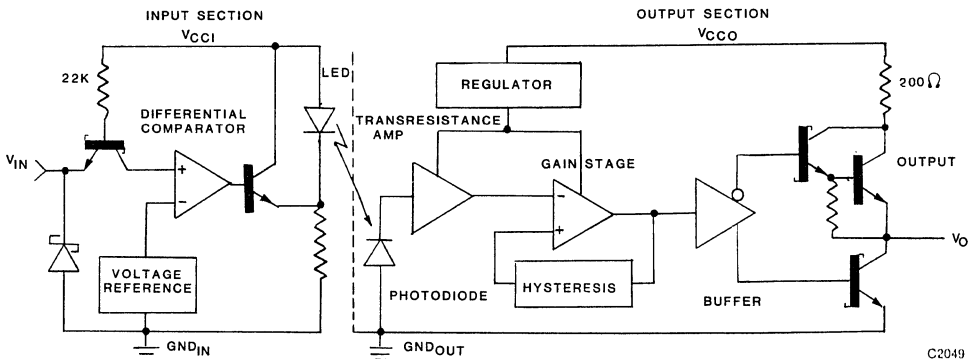 INPUT SECTION
OUTPUT SECTION
VCCI
VCCO
22K
LED
REGULATOR
200Ω
DIFFERENTIAL
COMPARATOR
TRANSRESISTANCE
AMP
GAIN STAGE
OUTPUT
VIN
+
−
−
+
VO
VOLTAGE
REFERENCE
PHOTODIODE
HYSTERESIS
BUFFER
GNDIN
GNDOUT
C2049